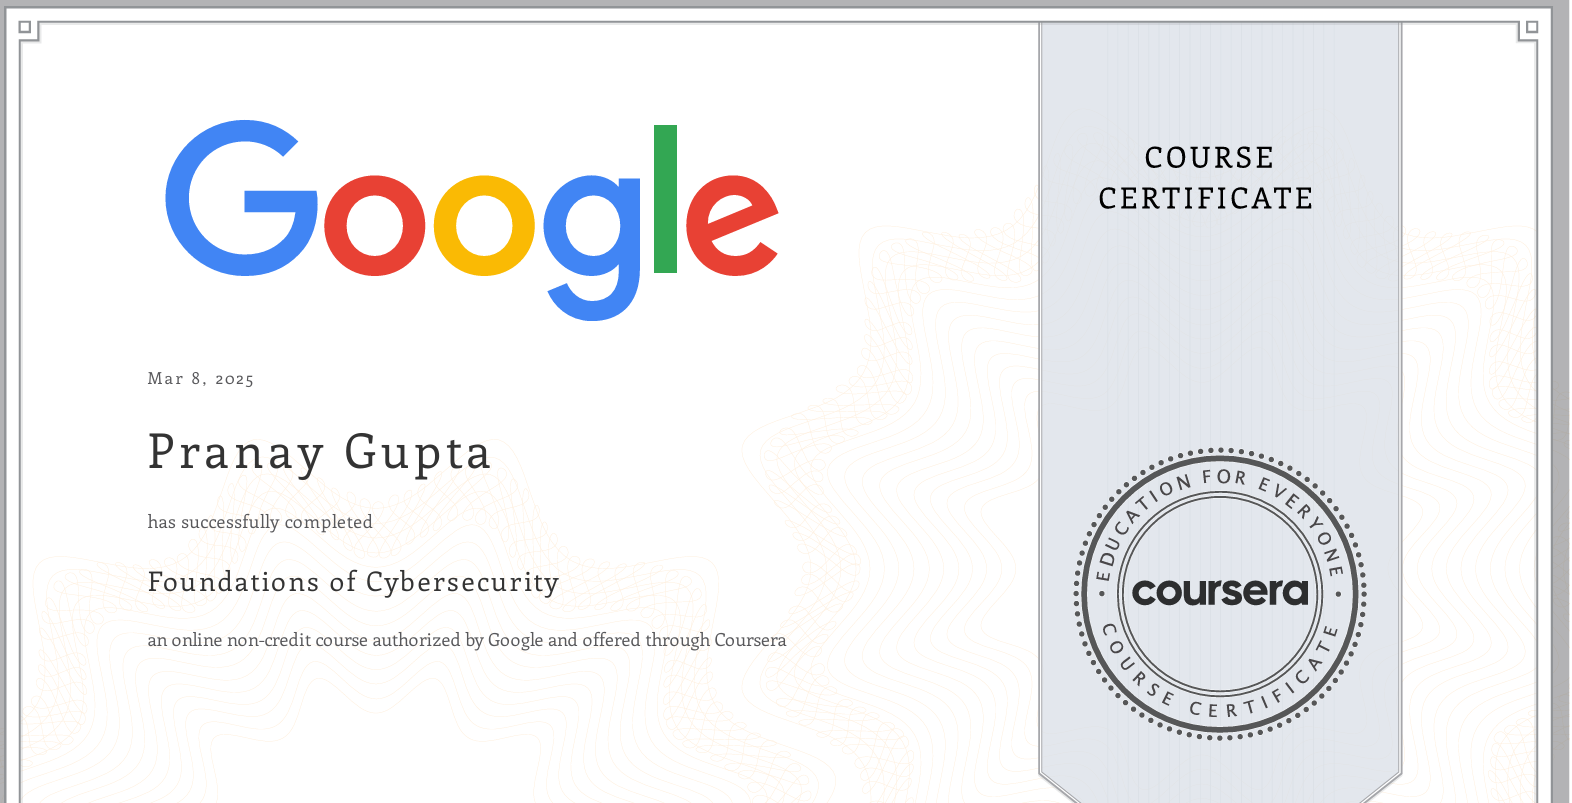 Google
COURSE
CERTIFICATE
Mar 8, 2025
Pranay Gupta
has successfully completed
Foundations of Cybersecurity
an online non-credit course authorized by Google and offered through Coursera
EDUCATION FOR EVERYONE
coursera
COURSE CERTIFICATE